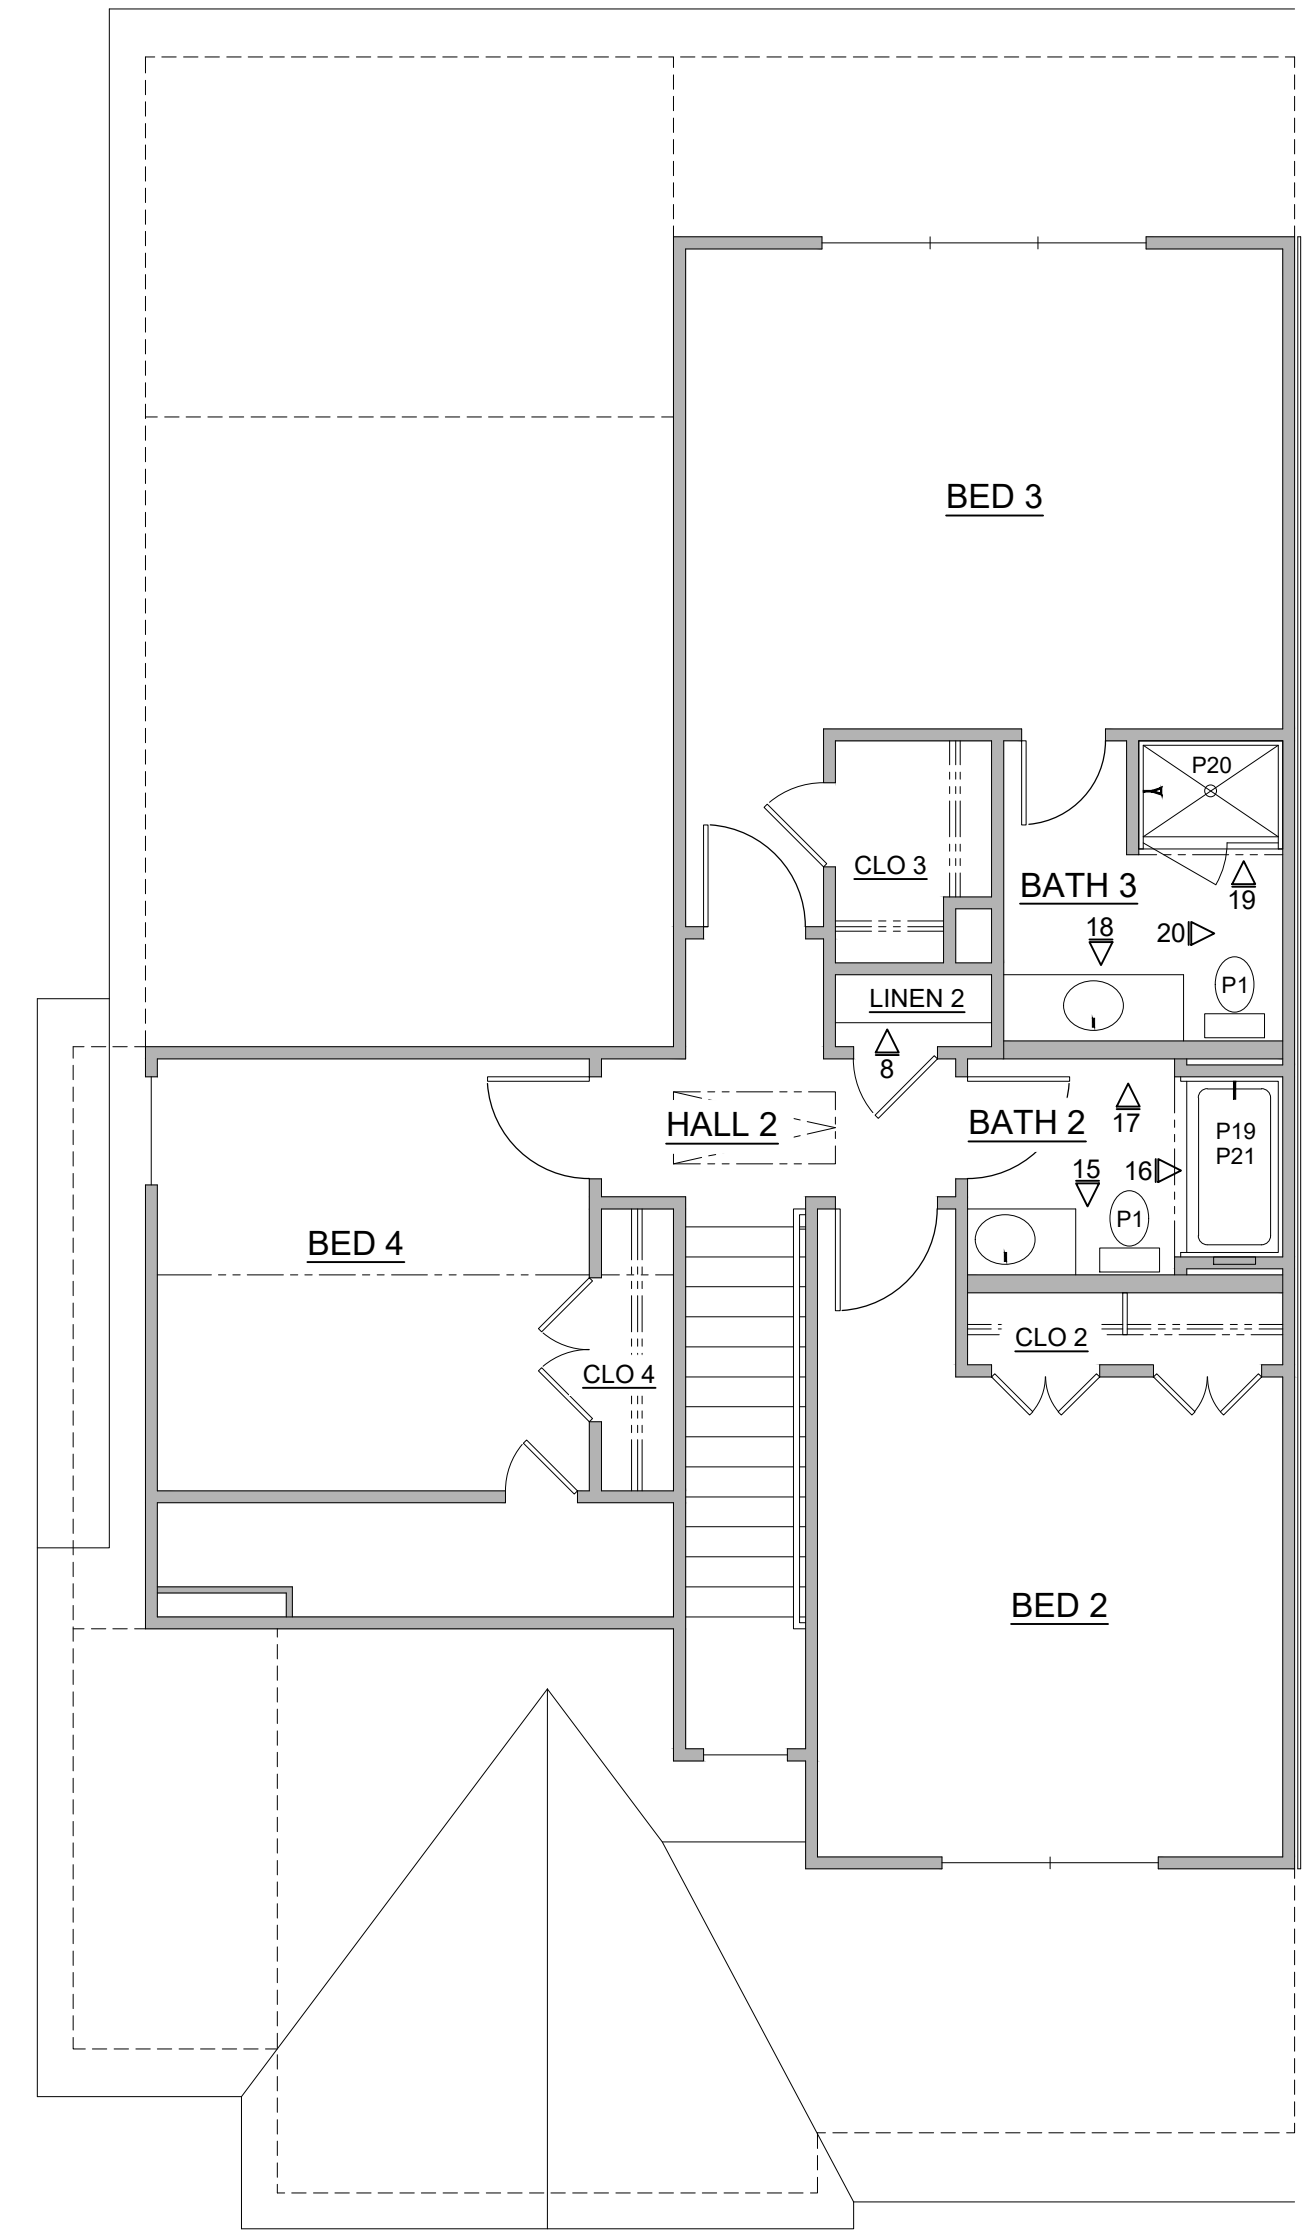 BED 3
P20
CLO 3
BATH 3
19
18
20
P1
LINEN 2
8
HALL 2
BATH 2
17
P19
P21
15
16
P1
BED 4
CLO 2
CLO 4
BED 2